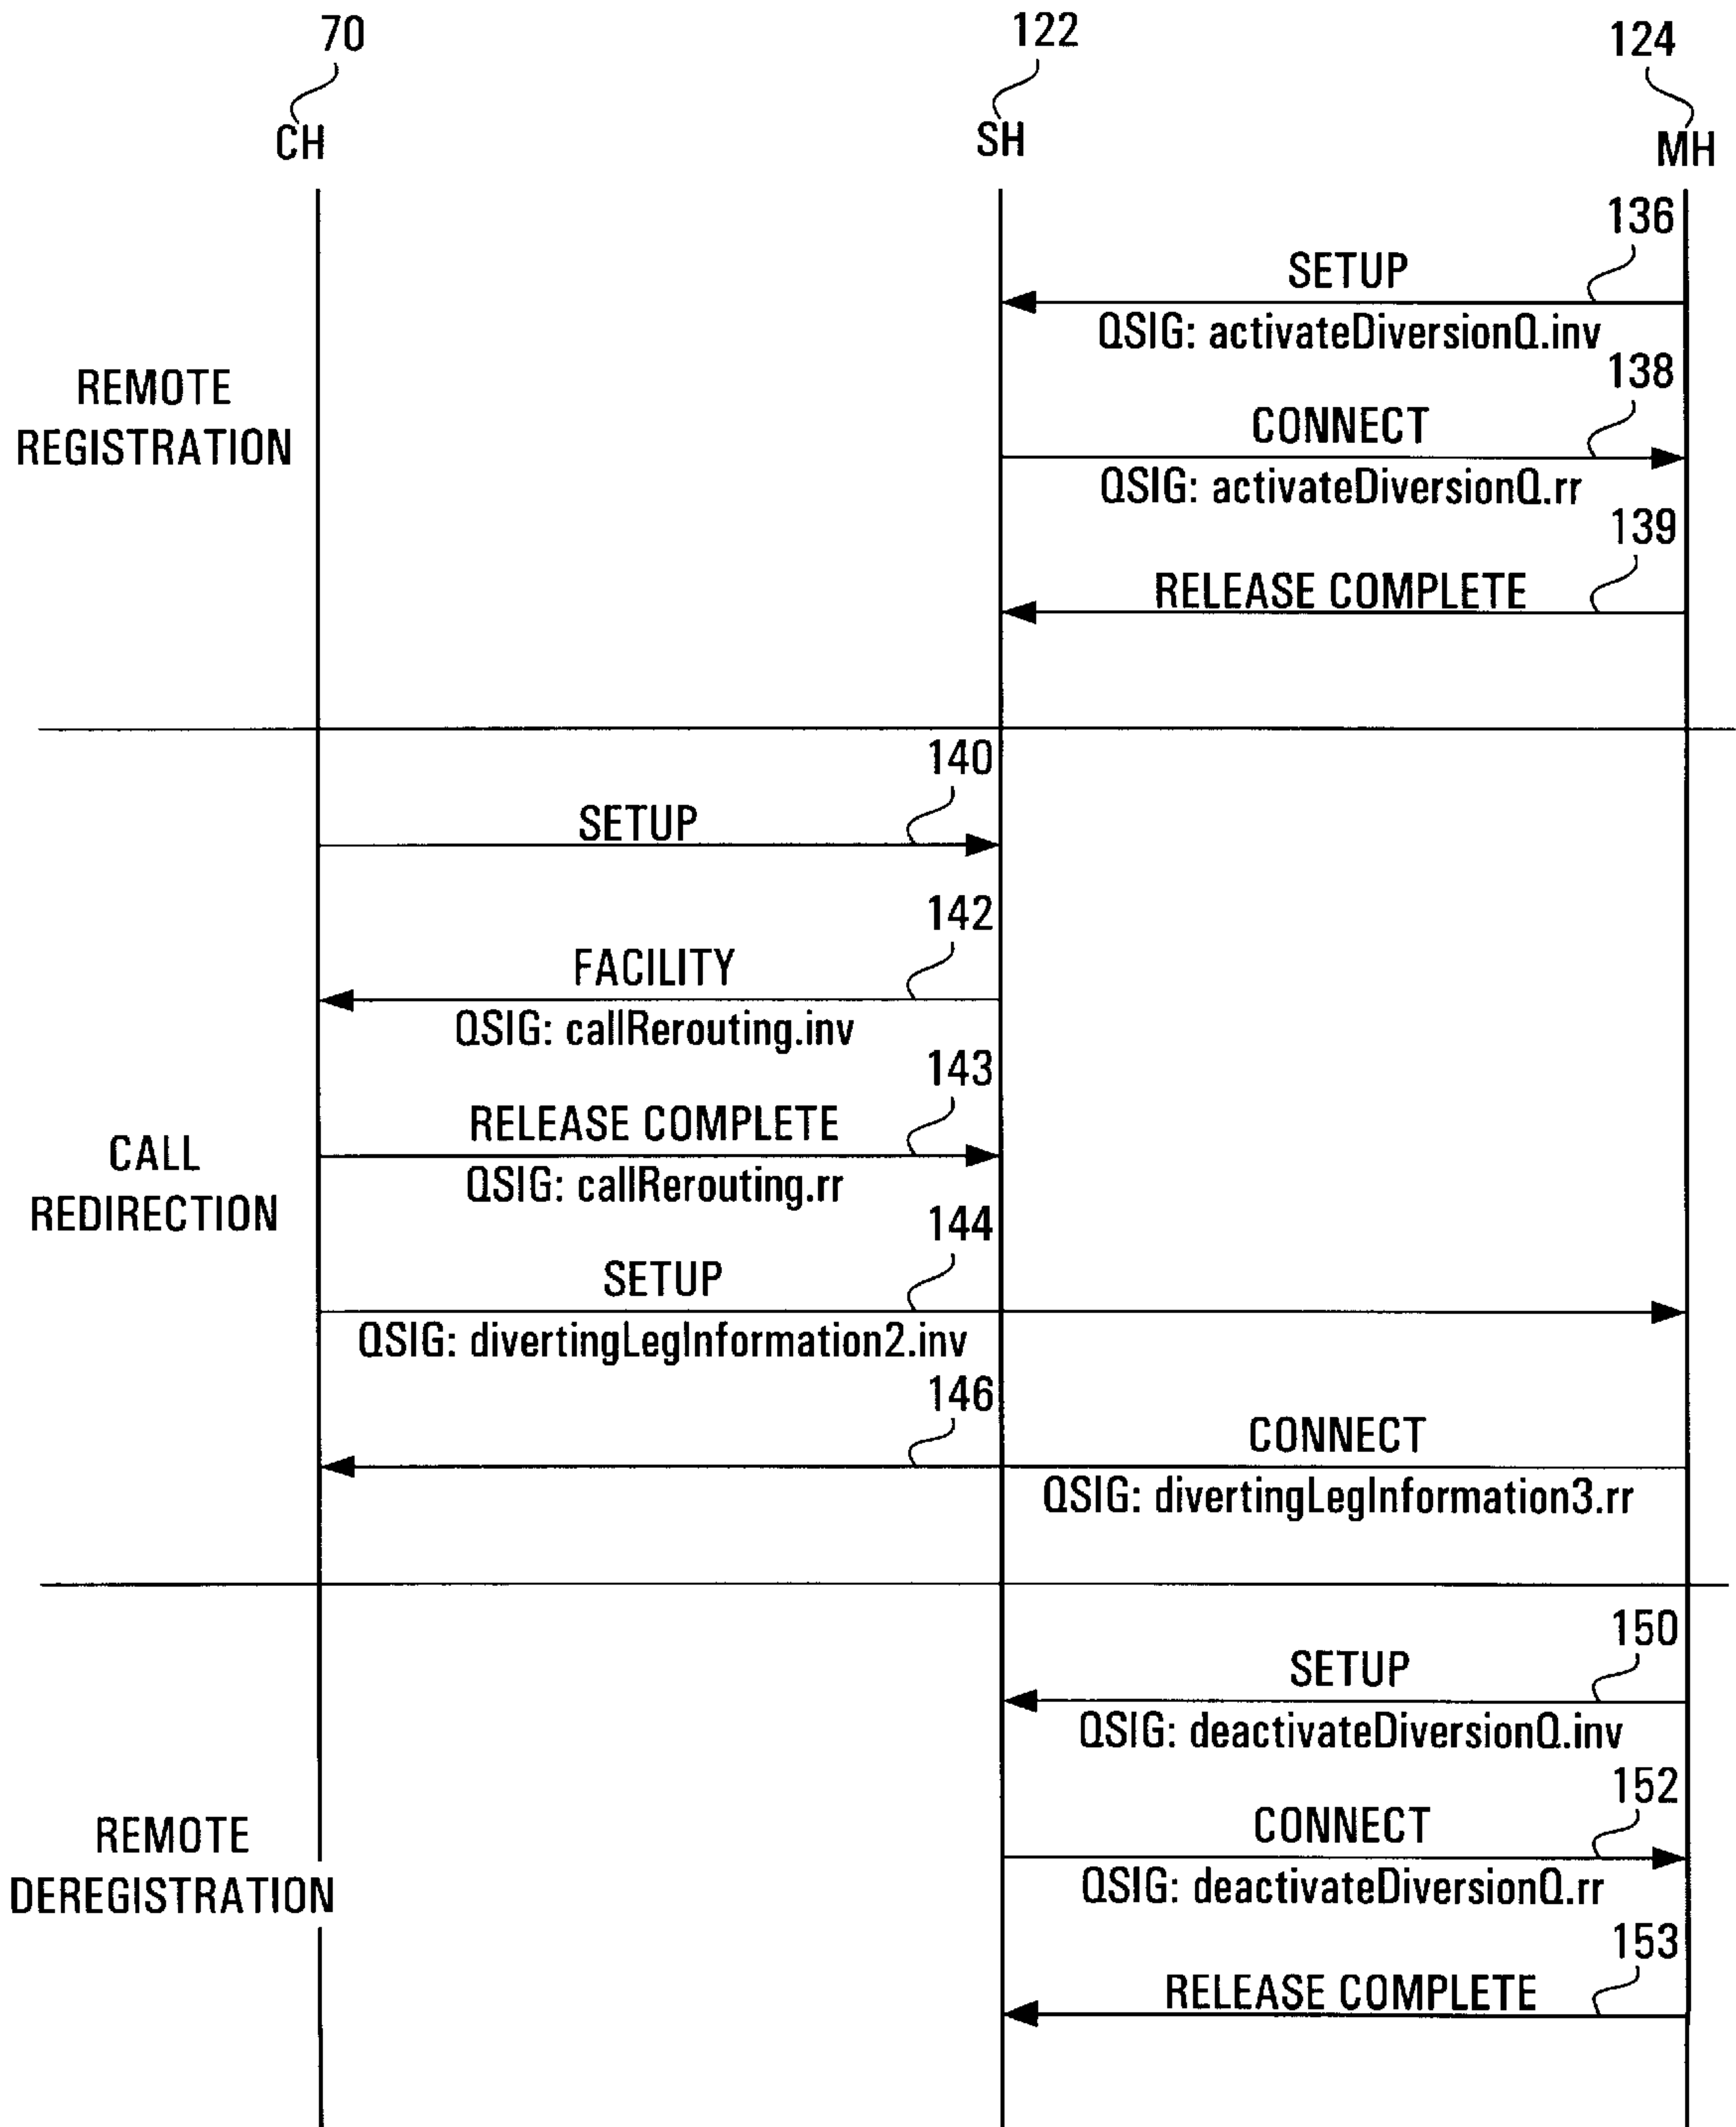 70
122
124
CH
SH
MH
136
SETUP
QSIG: activateDiversionQ.inv
138
REMOTE
REGISTRATION
CONNECT
QSIG: activateDiversionQ.rr
139
RELEASE COMPLETE
140
SETUP
142
FACILITY
QSIG: callRerouting.inv
143
RELEASE COMPLETE
QSIG: callRerouting.rr
CALL
REDIRECTION
144
SETUP
QSIG: divertingLegInformation2.inv
146
CONNECT
QSIG: divertingLegInformation3.rr
150
SETUP
QSIG: deactivateDiversionQ.inv
152
REMOTE
DEREGISTRATION
CONNECT
QSIG: deactivateDiversionQ.rr
153
RELEASE COMPLETE